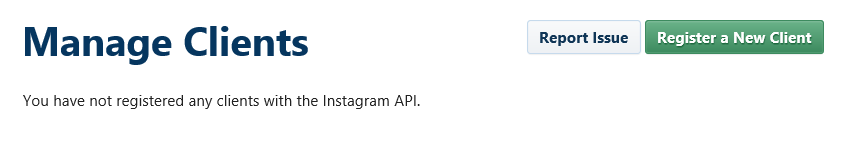 Manage Clients
Report Issue
Register a New Client
You have not registered any clients with the Instagram API.